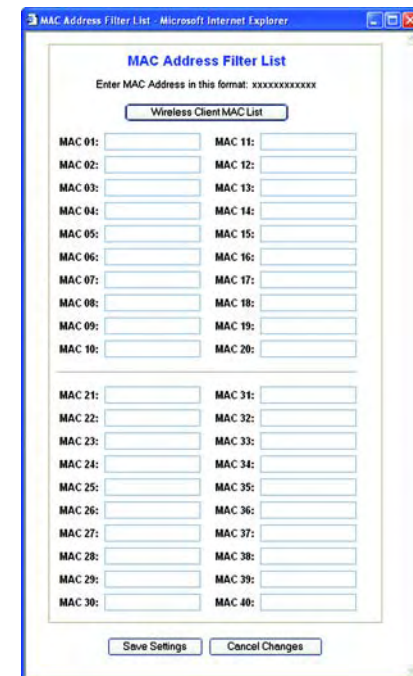 MAC Address Filter List - Microsoft Internet Explorer
MAC Address Filter List
Enter MAC Address in this format: xxxxxxxxxxxx
Wireless Client MAC List
MAC 01: MAC 11:
MAC 02: MAC 12:
MAC 03: MAC 13:
MAC 04: MAC 14:
MAC 05: MAC 15:
MAC 06: MAC 16:
MAC 07: MAC 17:
MAC 08: MAC 18:
MAC 09: MAC 19:
MAC 10: MAC 20:
MAC 21: MAC 31:
MAC 22: MAC 32:
MAC 23: MAC 33:
MAC 24: MAC 34:
MAC 25: MAC 35:
MAC 26: MAC 36:
MAC 27: MAC 37:
MAC 28: MAC 38:
MAC 29: MAC 39:
MAC 30: MAC 40:
Save Settings Cancel Changes